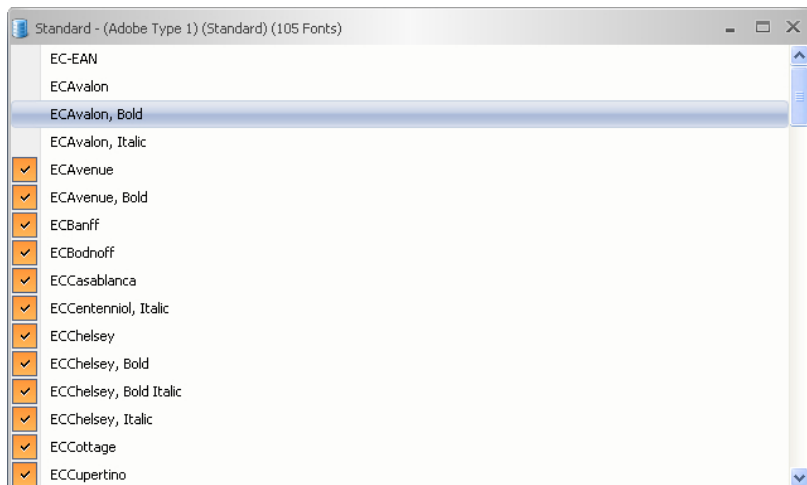 Standard - (Adobe Type 1) (Standard) (105 Fonts)
EC-EAN
ECAvalon
ECAvalon, Bold
ECAvalon, Italic
ECAvenue
ECAvenue, Bold
ECBanff
ECBodnoff
ECCasablanca
ECCentenniol, Italic
ECChelsey
ECChelsey, Bold
ECChelsey, Bold Italic
ECChelsey, Italic
ECCottage
ECCupertino